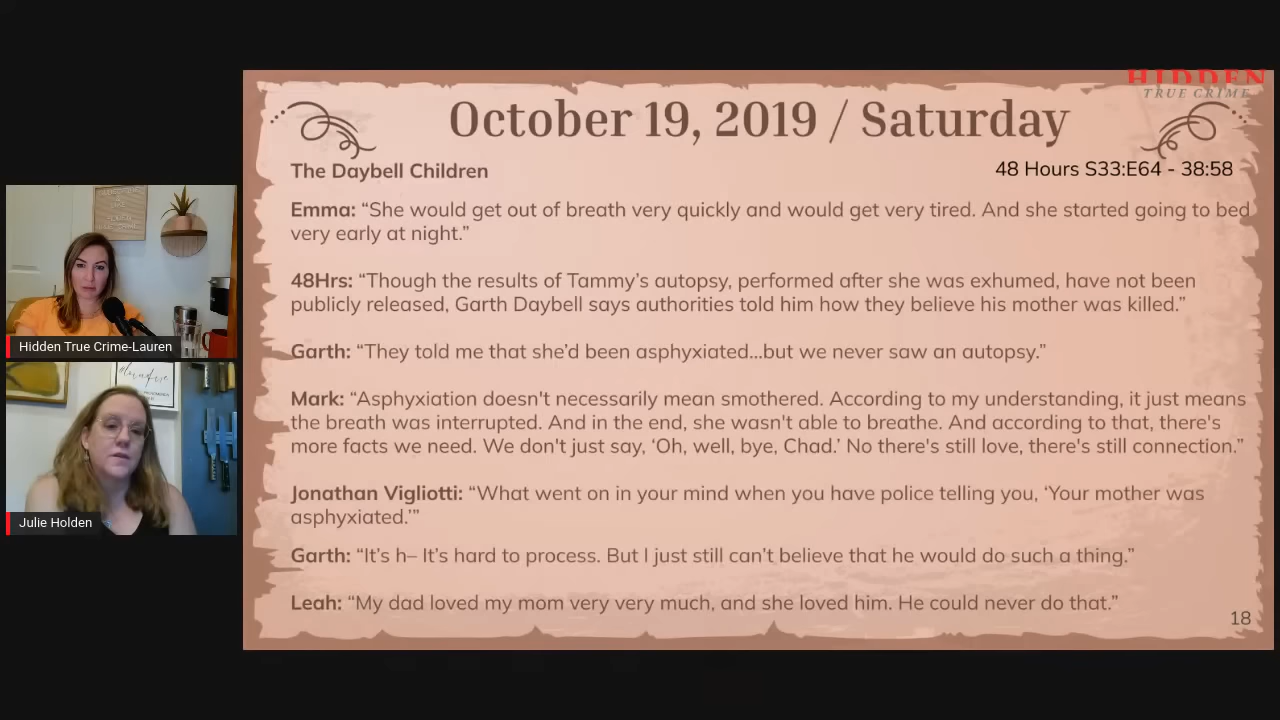 HIDDEN
TRUE CRIME
October 19, 2019 / Saturday
The Daybell Children
48 Hours S33:E64 - 38:58
Emma: “She would get out of breath very quickly and would get very tired. And she started going to bed
very early at night.”
48Hrs: “Though the results of Tammy’s autopsy, performed after she was exhumed, have not been
publicly released, Garth Daybell says authorities told him how they believe his mother was killed.”
Garth: “They told me that she’d been asphyxiated...but we never saw an autopsy.”
Mark: “Asphyxiation doesn't necessarily mean smothered. According to my understanding, it just means
the breath was interrupted. And in the end, she wasn't able to breathe. And according to that, there's
more facts we need. We don't just say, ‘Oh, well, bye, Chad.’ No there's still love, there's still connection.”
Jonathan Vigliotti: “What went on in your mind when you have police telling you, ‘Your mother was
asphyxiated.’”
Garth: “It’s h– It’s hard to process. But I just still can’t believe that he would do such a thing.”
Leah: “My dad loved my mom very very much, and she loved him. He could never do that.”
18
Hidden True Crime-Lauren
Julie Holden